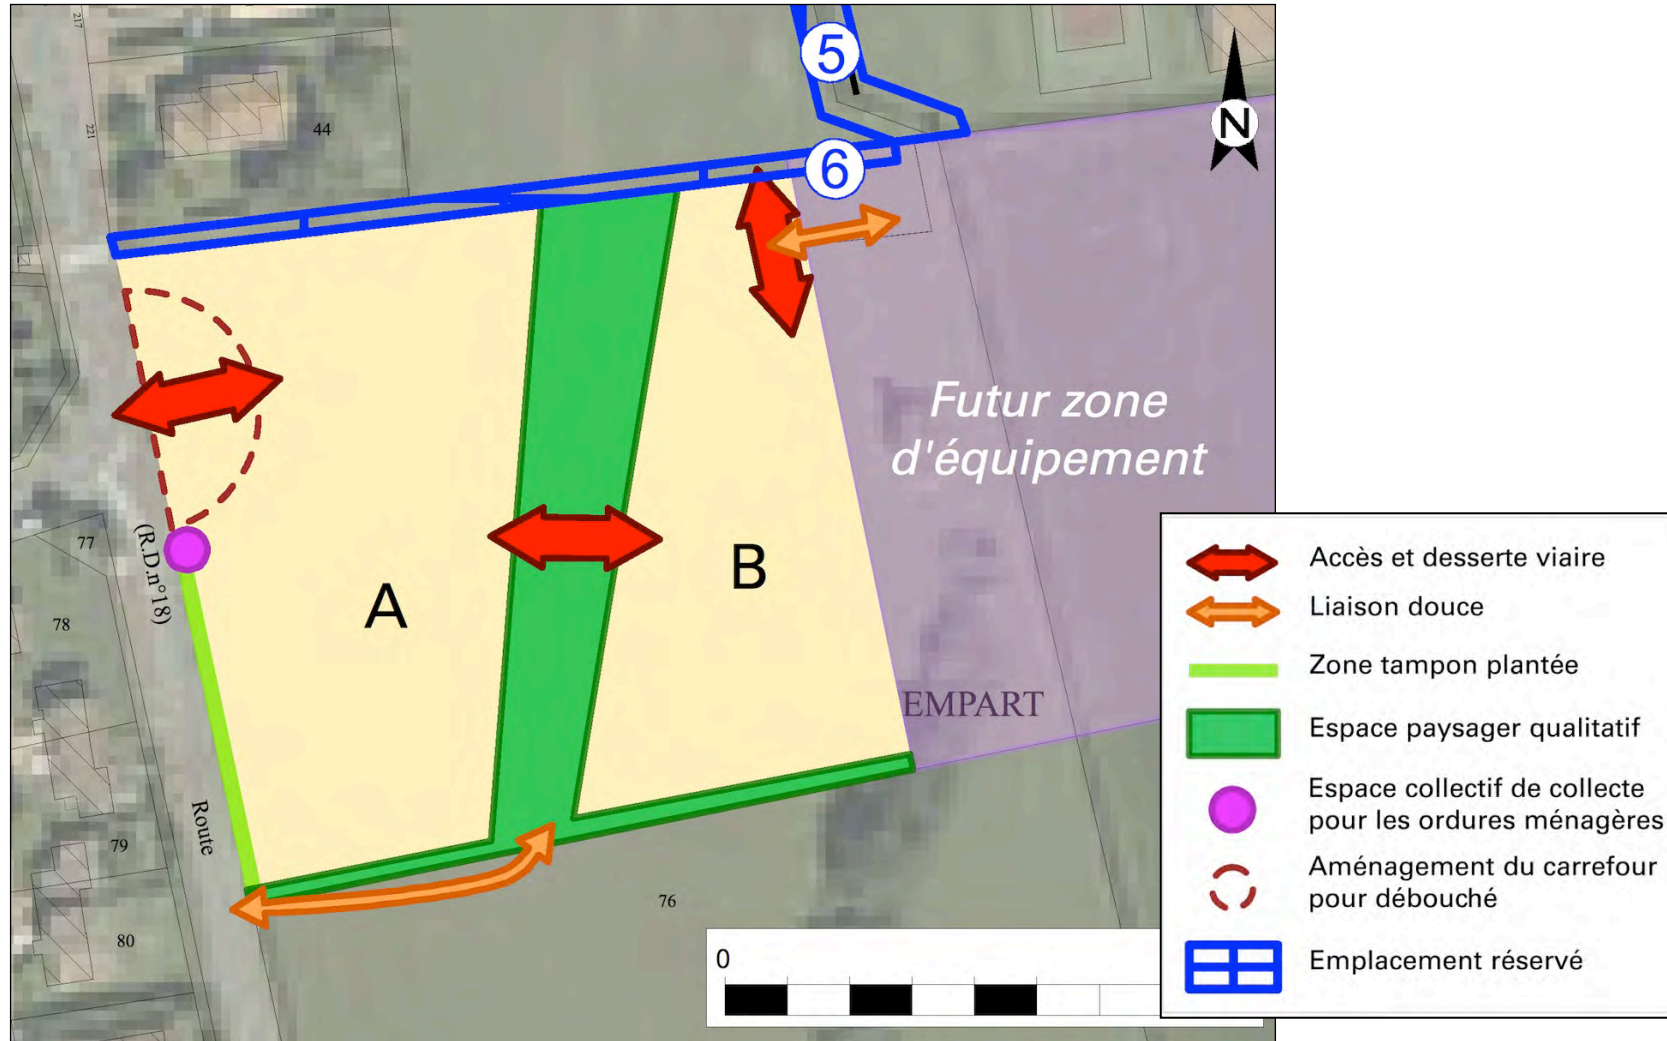 217
221
44
5
6
N
Futur zone
d'équipement
77
(R.D.n°18)
78
A
B
EMPART
Route
79
80
76
0
Accès et desserte viaire
Liaison douce
Zone tampon plantée
Espace paysager qualitatif
Espace collectif de collecte
pour les ordures ménagères
Aménagement du carrefour
pour débouché
Emplacement réservé